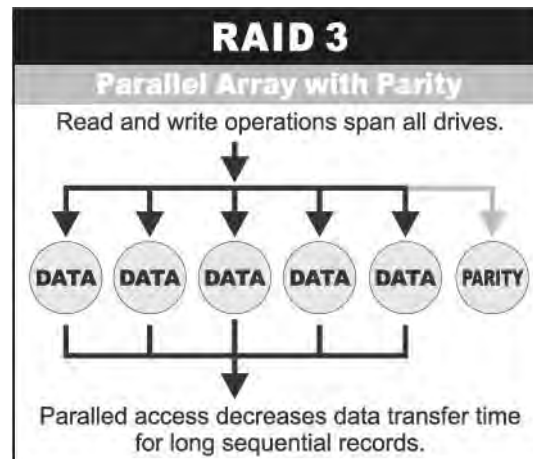 RAID 3
Parallel Array with Parity
Read and write operations span all drives.
DATA DATA DATA DATA DATA PARITY
Paralled access decreases data transfer time
for long sequential records.